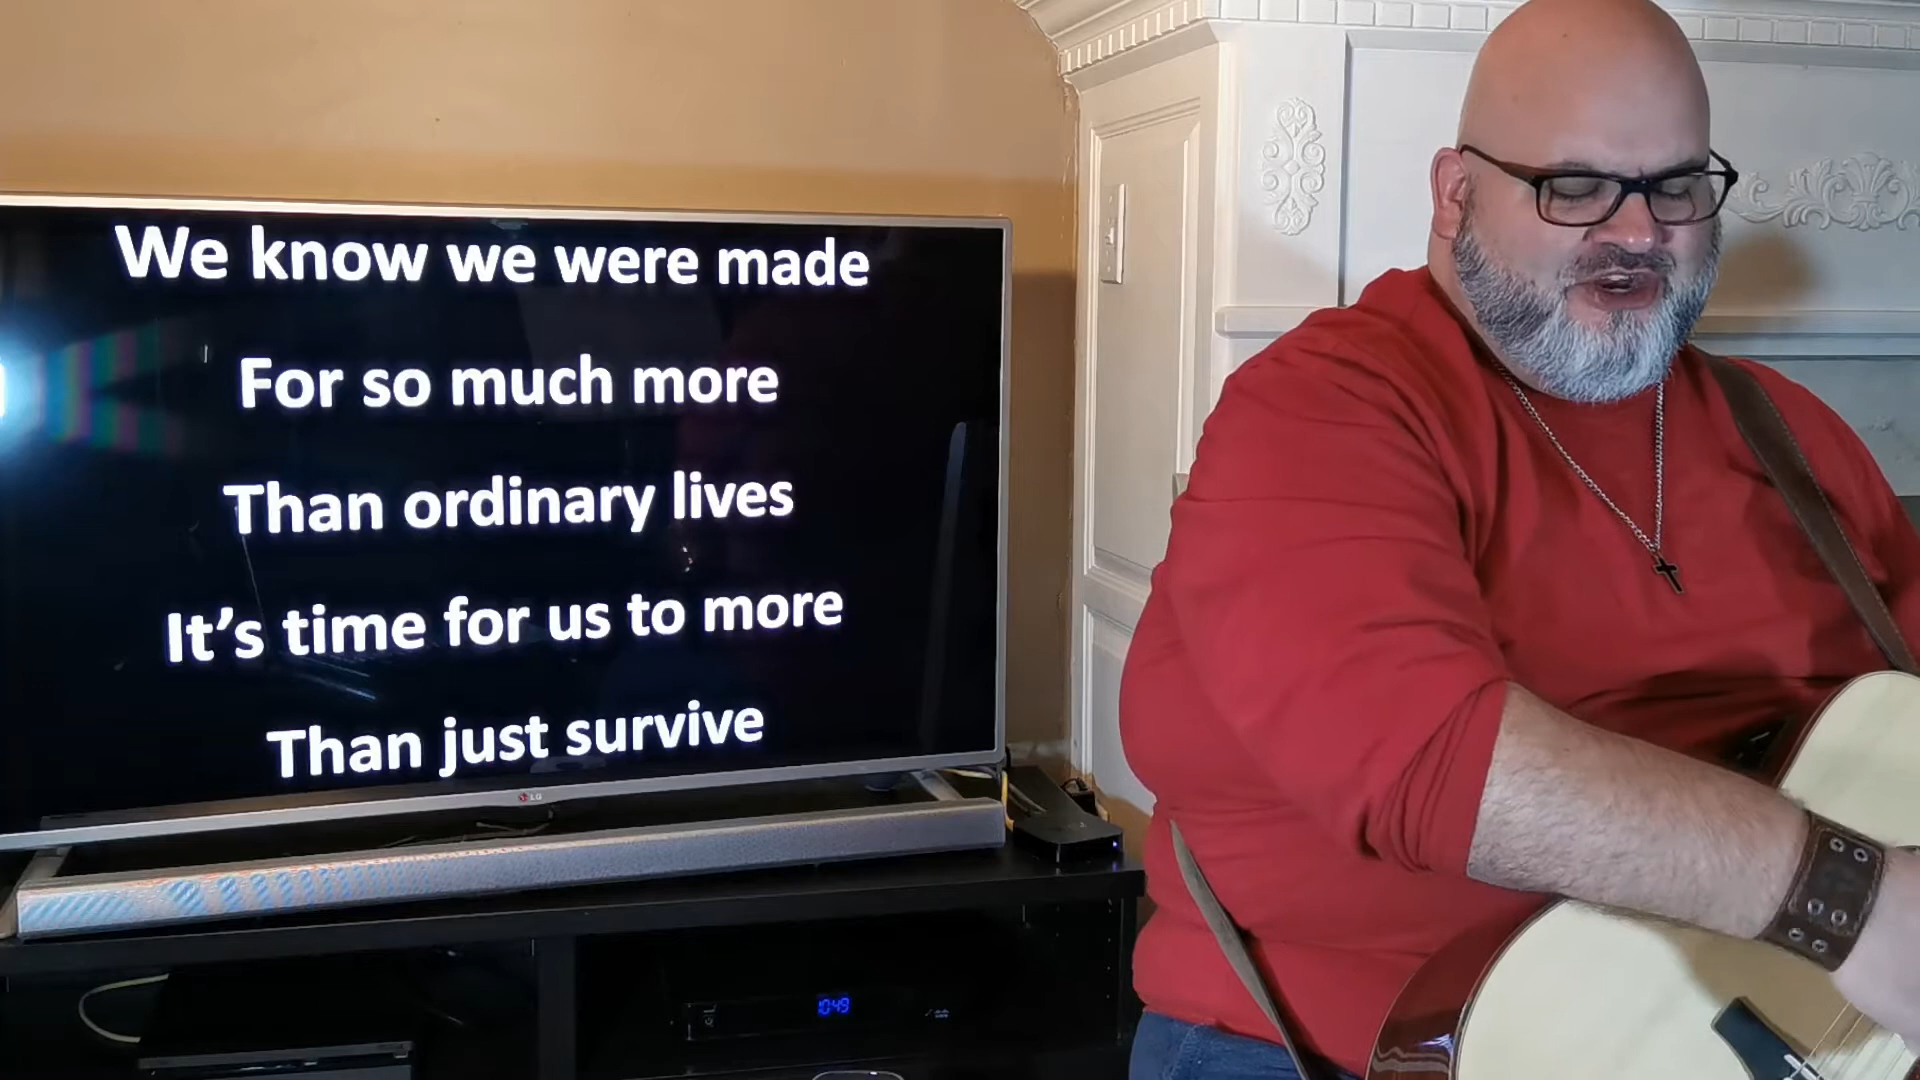 We know we were made
For so much more
Than ordinary lives
It's time for us to more
Than just survive
LG
10:49